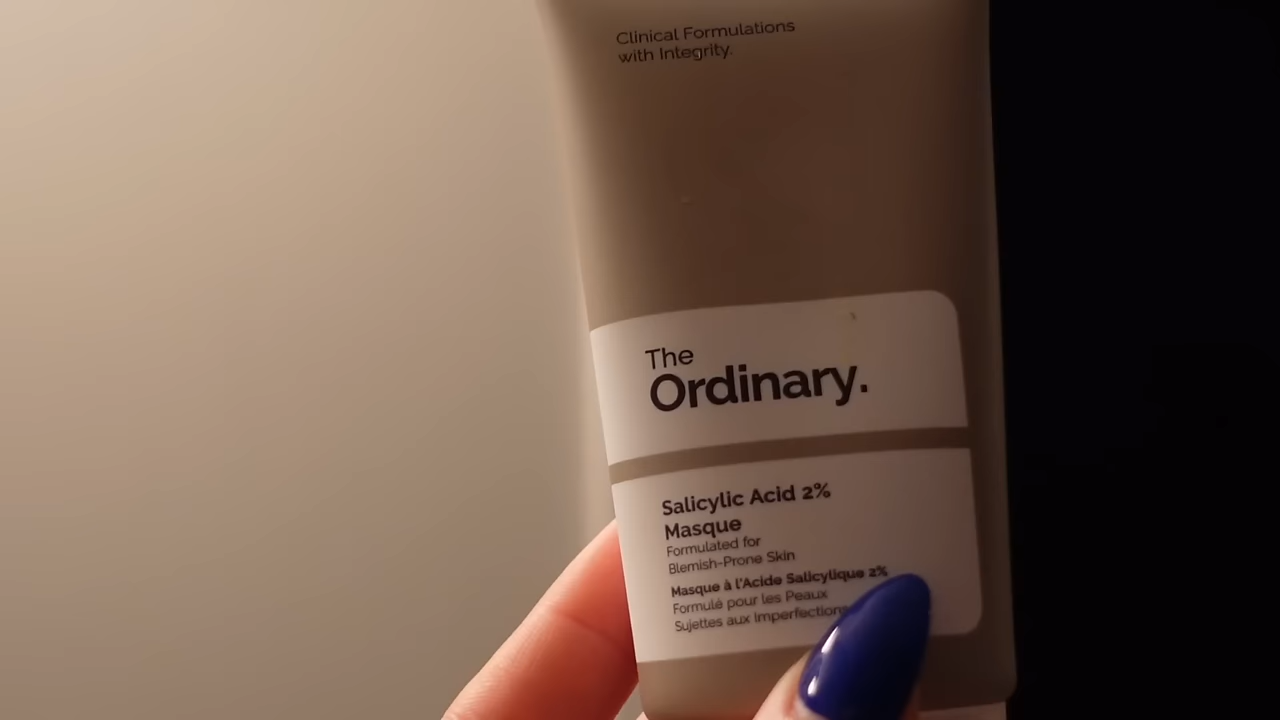 Clinical Formulations
with Integrity.
The
Ordinary.
Salicylic Acid 2%
Masque
Formulated for
Blemish-Prone Skin
Masque à l'Acide Salicylique 2%
Formulé pour les Peaux
Sujettes aux Imperfections